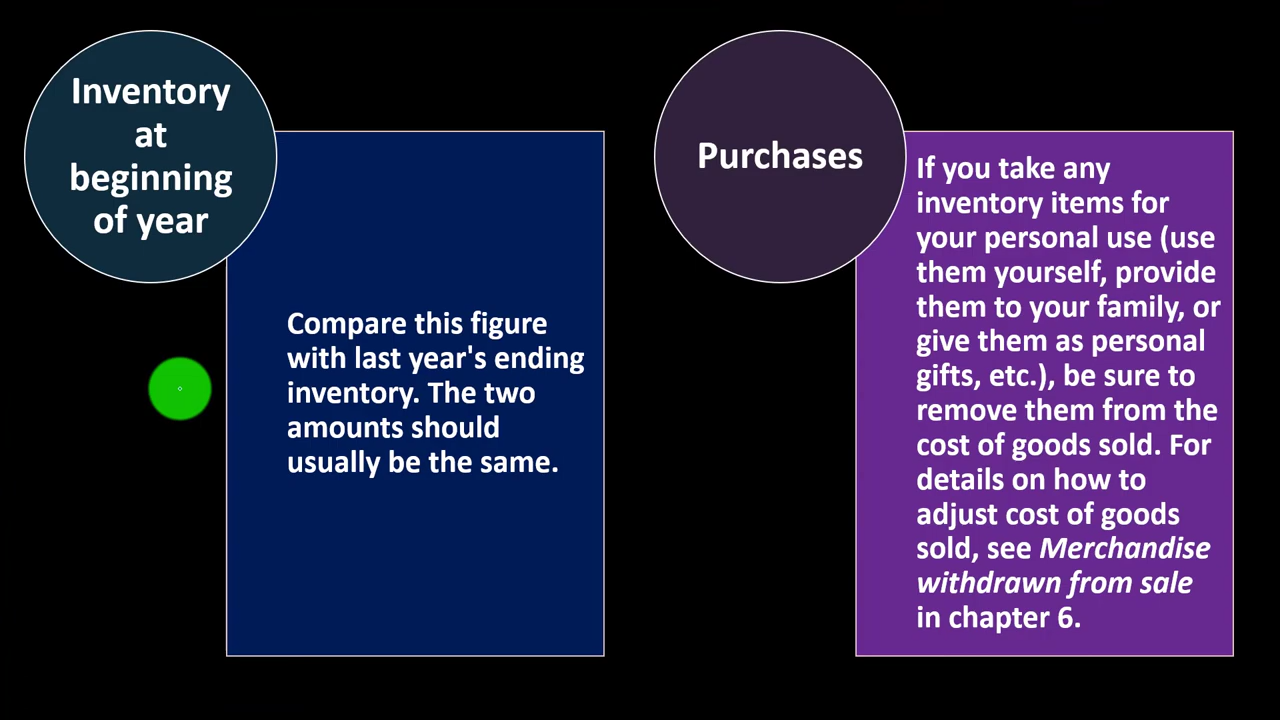 Inventory
at
beginning
of year
Compare this figure
with last year's ending
inventory. The two
amounts should
usually be the same.
Purchases
If you take any
inventory items for
your personal use (use
them yourself, provide
them to your family, or
give them as personal
gifts, etc.), be sure to
remove them from the
cost of goods sold. For
details on how to
adjust cost of goods
sold, see Merchandise
withdrawn from sale
in chapter 6.